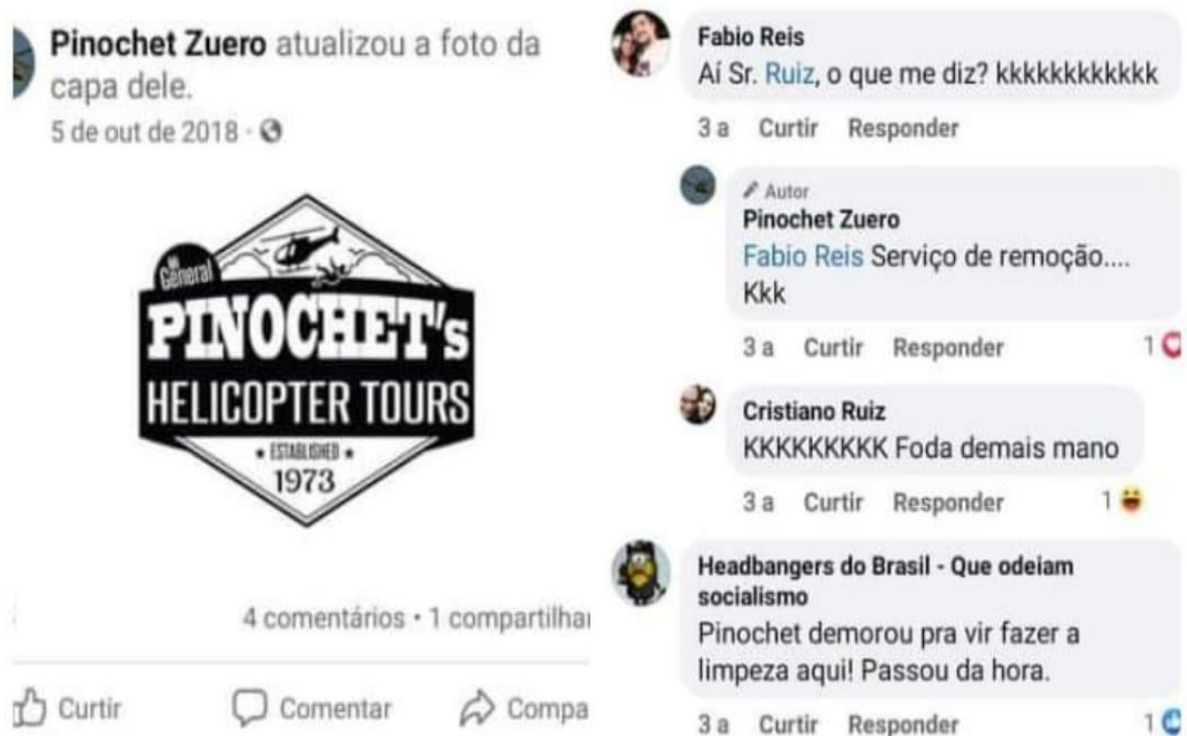 Pinochet Zuero atualizou a foto da
capa dele.
5 de out de 2018 ·
Mi
General
PINOCHET's
HELICOPTER TOURS
★ ESTABLISHED ★
1973
4 comentários • 1 compartilhar
Curtir Comentar Compa
Fabio Reis
Aí Sr. Ruiz, o que me diz? kkkkkkkkkkkk
3 a Curtir Responder
Autor
Pinochet Zuero
Fabio Reis Serviço de remoção....
Kkk
3 a Curtir Responder 1
Cristiano Ruiz
KKKKKKKKK Foda demais mano
3 a Curtir Responder 1
Headbangers do Brasil - Que odeiam
socialismo
Pinochet demorou pra vir fazer a
limpeza aqui! Passou da hora.
3 a Curtir Responder 1